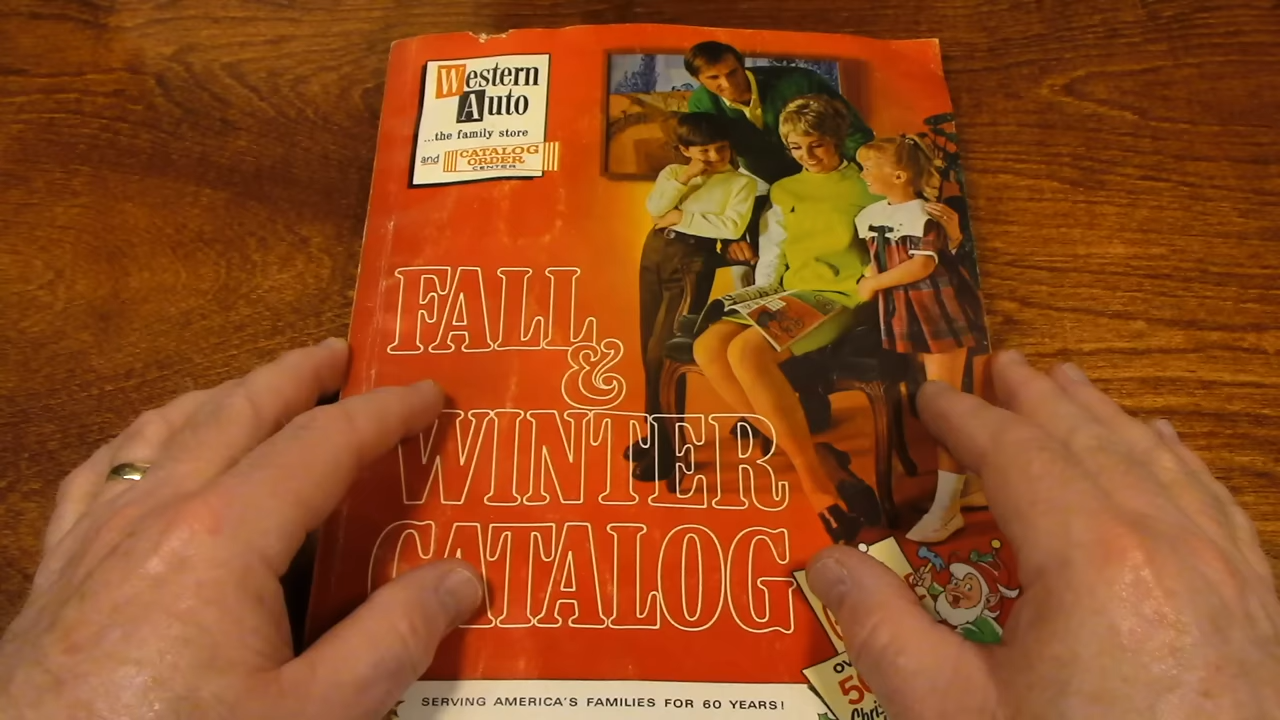 Western
Auto
...the family store
and CATALOG
ORDER
CENTER
FALL
&
WINTER
CATALOG
SERVING AMERICA'S FAMILIES FOR 60 YEARS!